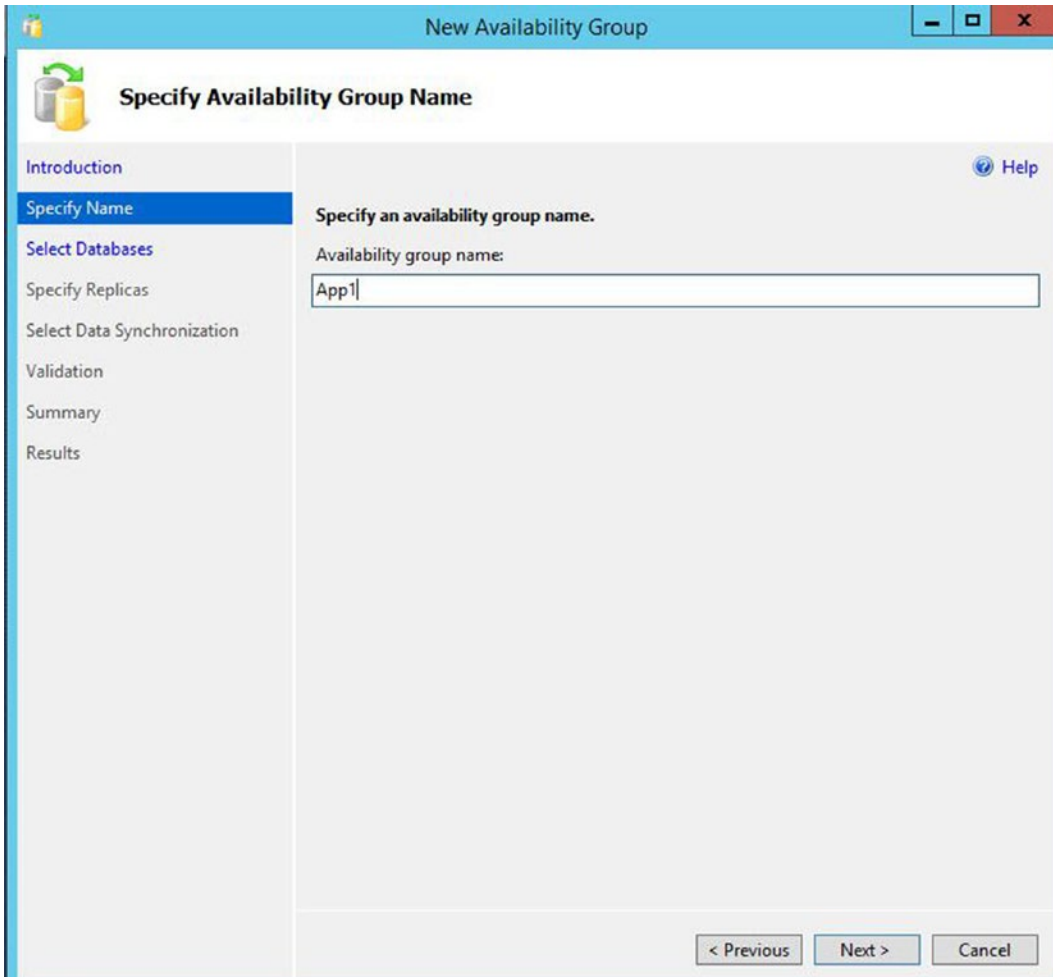 New Availability Group
Specify Availability Group Name
Introduction
Help
Specify Name
Specify an availability group name.
Select Databases
Availability group name:
Specify Replicas
App1
Select Data Synchronization
Validation
Summary
Results
< Previous
Next >
Cancel